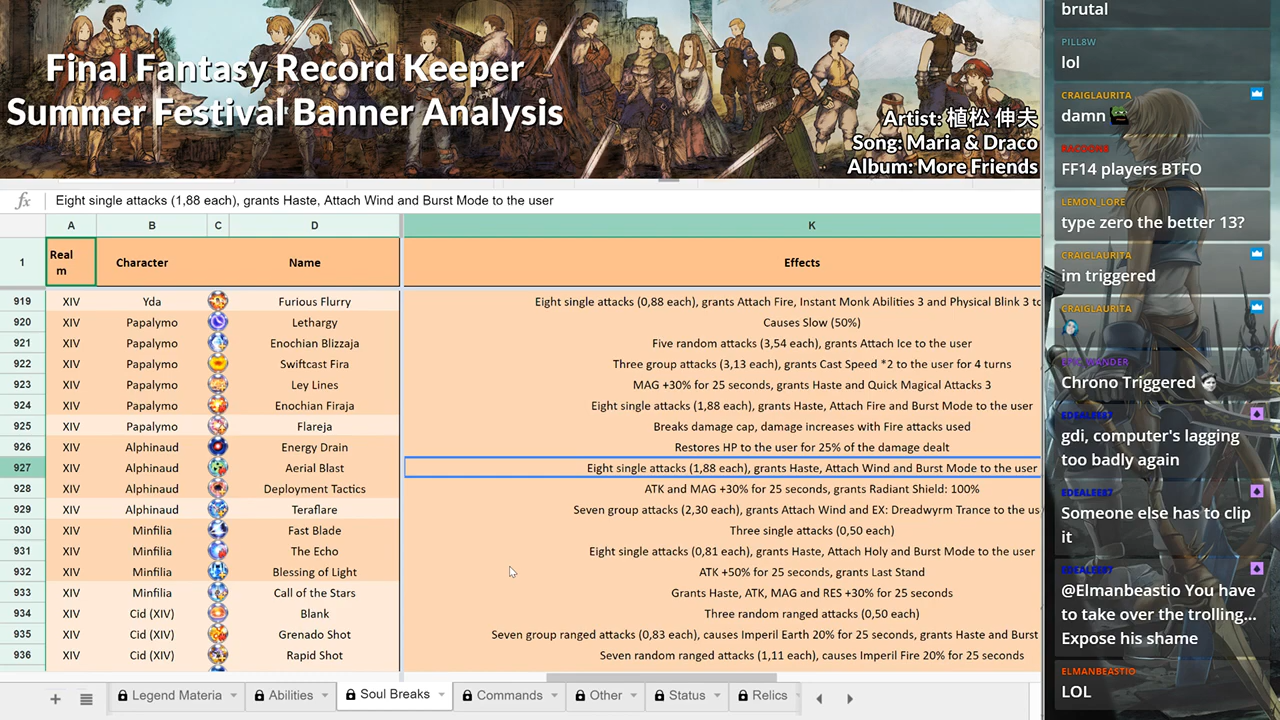 Final Fantasy Record Keeper
Summer Festival Banner Analysis
Artist: 植松 伸夫
Song: Maria & Draco
Album: More Friends
fx Eight single attacks (1,88 each), grants Haste, Attach Wind and Burst Mode to the user
A B C D K
1 Real
m Character Name Effects
919 XIV Yda Furious Flurry Eight single attacks (0,88 each), grants Attach Fire, Instant Monk Abilities 3 and Physical Blink 3 to
920 XIV Papalymo Lethargy Causes Slow (50%)
921 XIV Papalymo Enochian Blizzaja Five random attacks (3,54 each), grants Attach Ice to the user
922 XIV Papalymo Swiftcast Fira Three group attacks (3,13 each), grants Cast Speed *2 to the user for 4 turns
923 XIV Papalymo Ley Lines MAG +30% for 25 seconds, grants Haste and Quick Magical Attacks 3
924 XIV Papalymo Enochian Firaja Eight single attacks (1,88 each), grants Haste, Attach Fire and Burst Mode to the user
925 XIV Papalymo Flareja Breaks damage cap, damage increases with Fire attacks used
926 XIV Alphinaud Energy Drain Restores HP to the user for 25% of the damage dealt
927 XIV Alphinaud Aerial Blast Eight single attacks (1,88 each), grants Haste, Attach Wind and Burst Mode to the user
928 XIV Alphinaud Deployment Tactics ATK and MAG +30% for 25 seconds, grants Radiant Shield: 100%
929 XIV Alphinaud Teraflare Seven group attacks (2,30 each), grants Attach Wind and EX: Dreadwyrm Trance to the us
930 XIV Minfilia Fast Blade Three single attacks (0,50 each)
931 XIV Minfilia The Echo Eight single attacks (0,81 each), grants Haste, Attach Holy and Burst Mode to the user
932 XIV Minfilia Blessing of Light ATK +50% for 25 seconds, grants Last Stand
933 XIV Minfilia Call of the Stars Grants Haste, ATK, MAG and RES +30% for 25 seconds
934 XIV Cid (XIV) Blank Three random ranged attacks (0,50 each)
935 XIV Cid (XIV) Grenado Shot Seven group ranged attacks (0,83 each), causes Imperil Earth 20% for 25 seconds, grants Haste and Burst
936 XIV Cid (XIV) Rapid Shot Seven random ranged attacks (1,11 each), causes Imperil Fire 20% for 25 seconds
Legend Materia Abilities Soul Breaks Commands Other Status Relics
brutal
PILL8W
lol
CRAIGLAURITA
damn
RACOON8
FF14 players BTFO
LEMON_LORE
type zero the better 13?
CRAIGLAURITA
im triggered
CRAIGLAURITA
Chrono Triggered
EDEALEE87
gdi, computer's lagging
too badly again
EDEALEE87
Someone else has to clip
it
EDEALEE87
@Elmanbeastio You have
to take over the trolling...
Expose his shame
ELMANBEASTIO
LOL